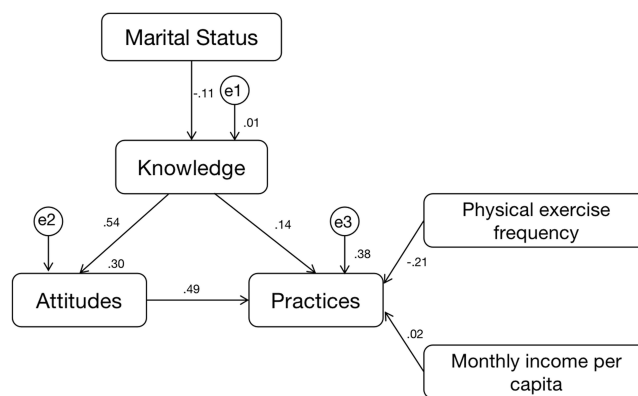 Marital Status
-.11
e1
.01
Knowledge
e2
.54
.14
e3
Physical exercise
frequency
.30
.38
-.21
Attitudes
.49
Practices
.02
Monthly income per
capita